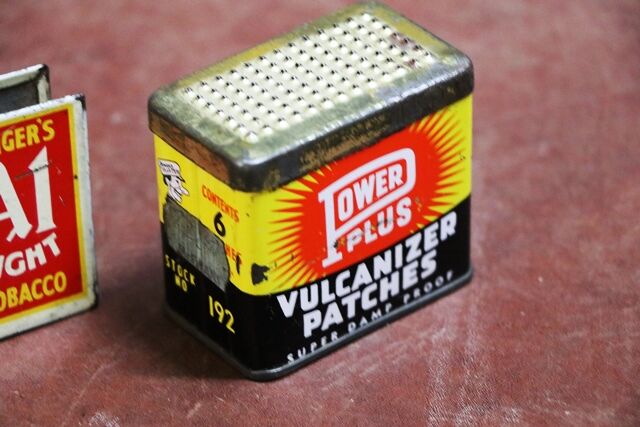 GER'S
A1
UGHT
OBACCO
CONTENTS
6
STOCK
NO 192
POWER
PLUS
VULCANIZER
PATCHES
SUPER DAMP PROOF